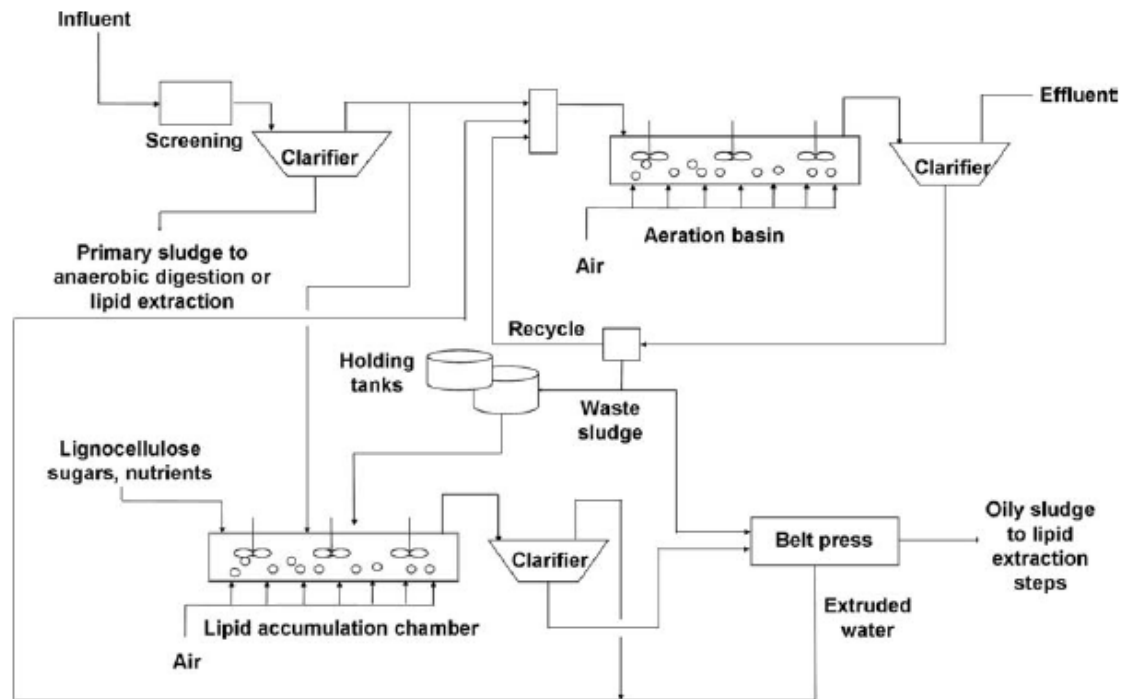 Influent
Effluent
Screening
Clarifier
Clarifier
Primary sludge to
anaerobic digestion or
lipid extraction
Aeration basin
Air
Recycle
Holding
tanks
Waste
sludge
Lignocellulose
sugars, nutrients
Clarifier
Belt press
Oily sludge
to lipid
extraction
steps
Extruded
water
Lipid accumulation chamber
Air